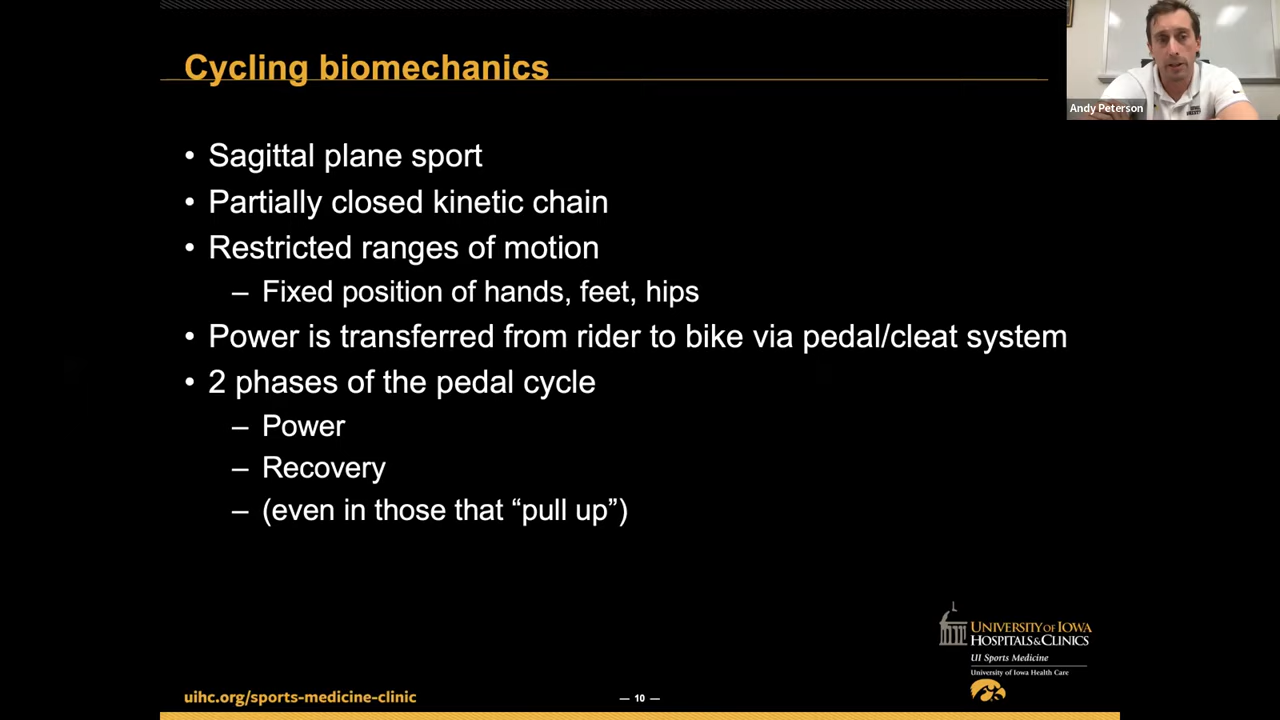 Cycling biomechanics
Andy Peterson
• Sagittal plane sport
• Partially closed kinetic chain
• Restricted ranges of motion
– Fixed position of hands, feet, hips
• Power is transferred from rider to bike via pedal/cleat system
• 2 phases of the pedal cycle
– Power
– Recovery
– (even in those that “pull up”)
UNIVERSITY OF IOWA
HOSPITALS & CLINICS
UI Sports Medicine
University of Iowa Health Care
uihc.org/sports-medicine-clinic
— 10 —